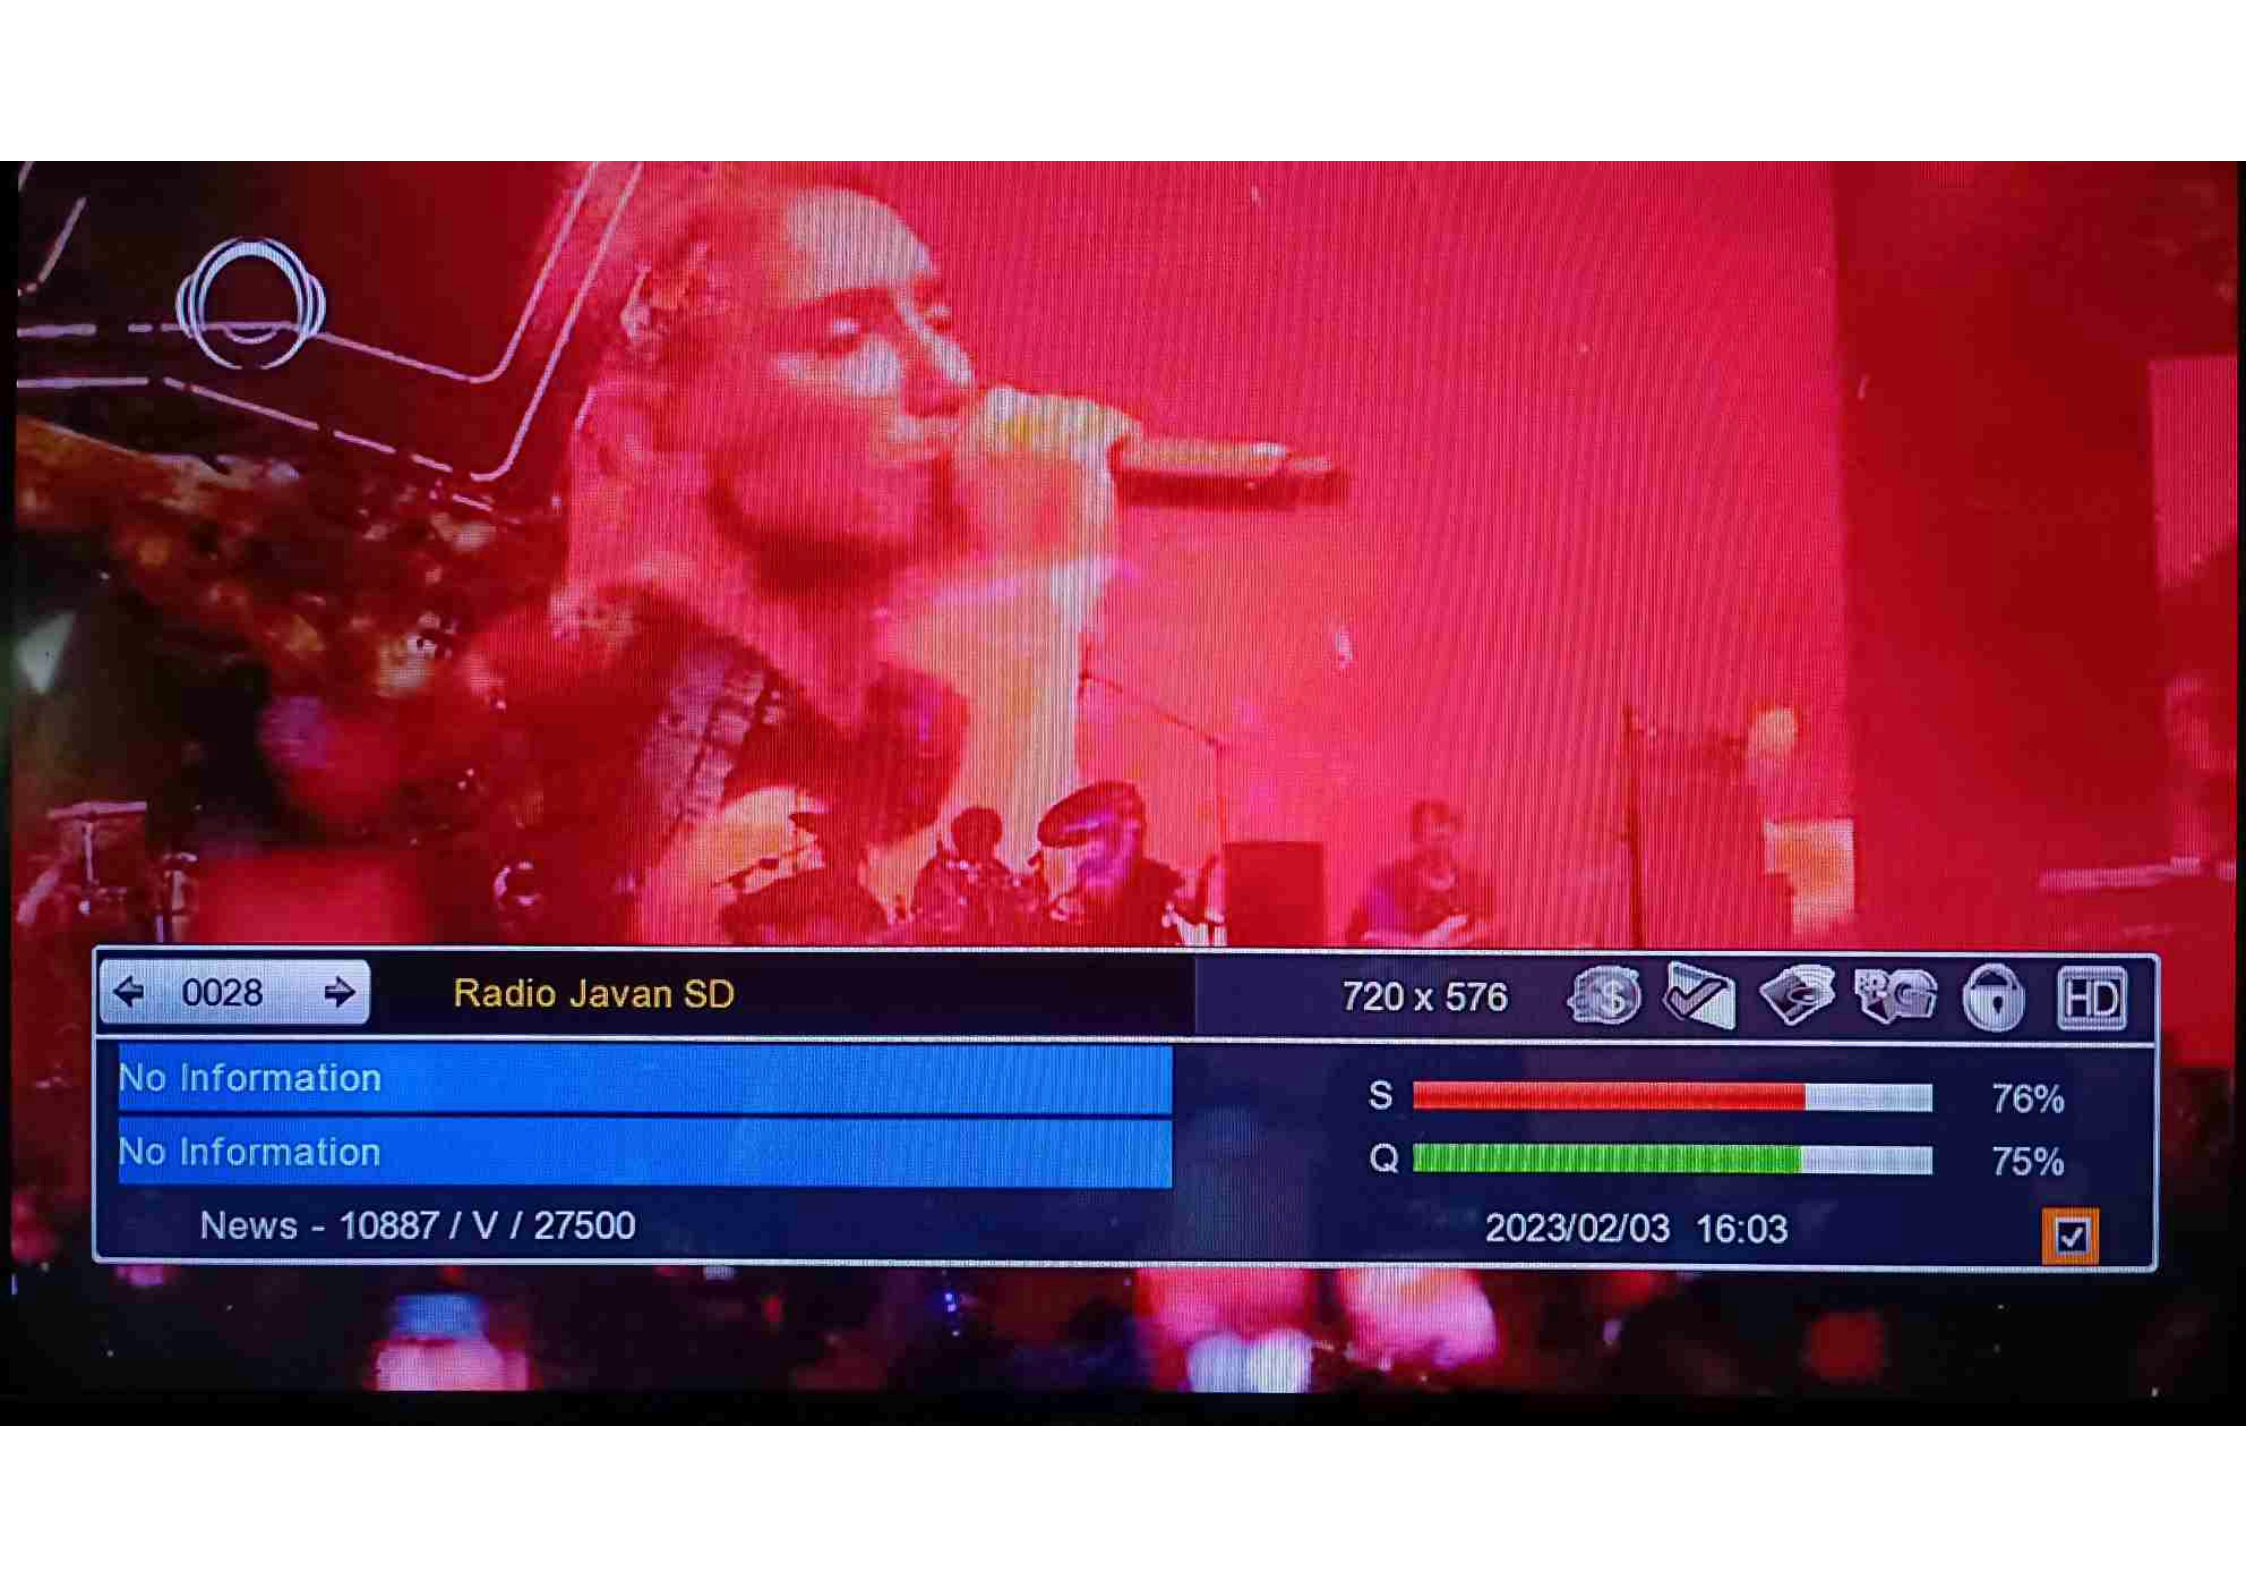 0028 Radio Javan SD 720 x 576 HD
No Information
S 76%
No Information
Q 75%
News - 10887 / V / 27500 2023/02/03 16:03